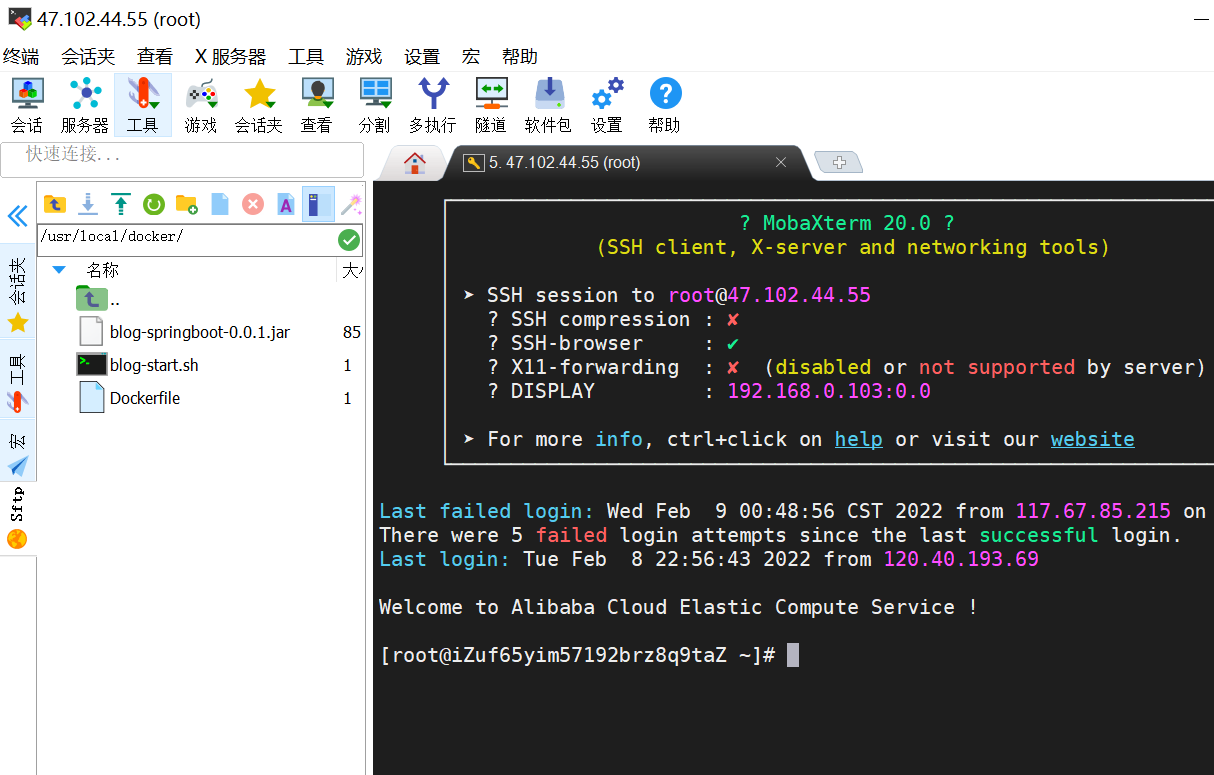 47.102.44.55 (root)
终端 会话夹 查看 X 服务器 工具 游戏 设置 宏 帮助
会话 服务器 工具 游戏 会话夹 查看 分割 多执行 隧道 软件包 设置 帮助
快速连接...
5. 47.102.44.55 (root)
/usr/local/docker/
名称
..
blog-springboot-0.0.1.jar 85
blog-start.sh 1
Dockerfile 1
会话夹
工具
宏
Sftp
? MobaXterm 20.0 ?
(SSH client, X-server and networking tools)
➤ SSH session to root@47.102.44.55
? SSH compression : ✘
? SSH-browser : ✔
? X11-forwarding : ✘ (disabled or not supported by server)
? DISPLAY : 192.168.0.103:0.0
➤ For more info, ctrl+click on help or visit our website
Last failed login: Wed Feb  9 00:48:56 CST 2022 from 117.67.85.215 on
There were 5 failed login attempts since the last successful login.
Last login: Tue Feb  8 22:56:43 2022 from 120.40.193.69
Welcome to Alibaba Cloud Elastic Compute Service !
[root@iZuf65yim57192brz8q9taZ ~]#